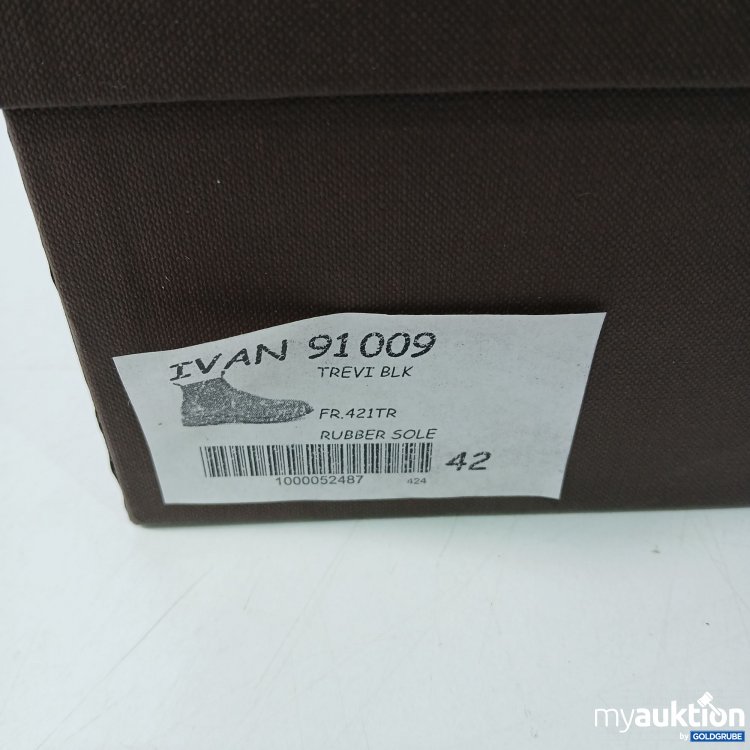 IVAN 91009
TREVI BLK
FR.421TR
RUBBER SOLE
42
1000052487 424
myauktion
by GOLDGRUBE